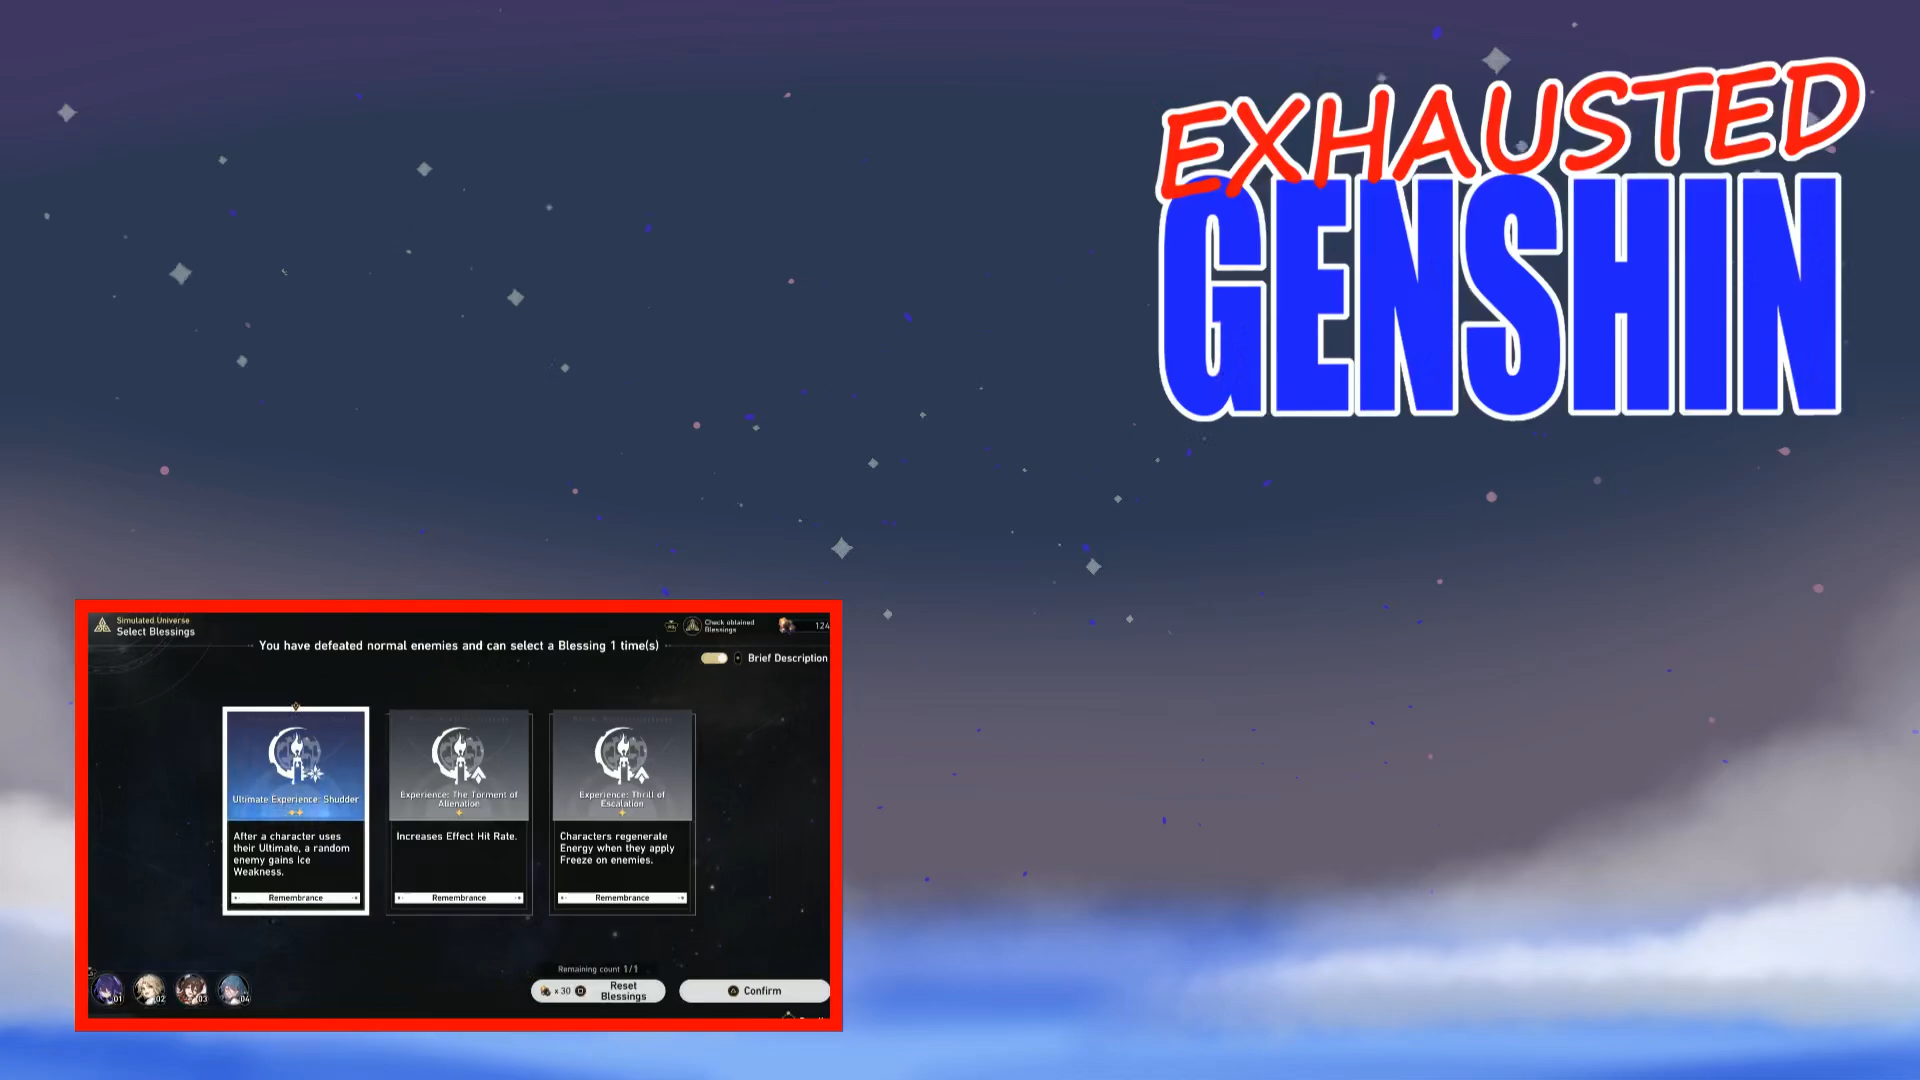 EXHAUSTED
GENSHIN
Simulated Universe
Select Blessings
Check obtained
Blessings
124
You have defeated normal enemies and can select a Blessing 1 time(s)
Brief Description
Ultimate Experience: Shudder
After a character uses
their Ultimate, a random
enemy gains Ice
Weakness.
Remembrance
Experience: The Torment of
Alienation
Increases Effect Hit Rate.
Remembrance
Experience: Thrill of
Escalation
Characters regenerate
Energy when they apply
Freeze on enemies.
Remembrance
01
02
03
04
Remaining count 1/1
x 30
Reset
Blessings
Confirm